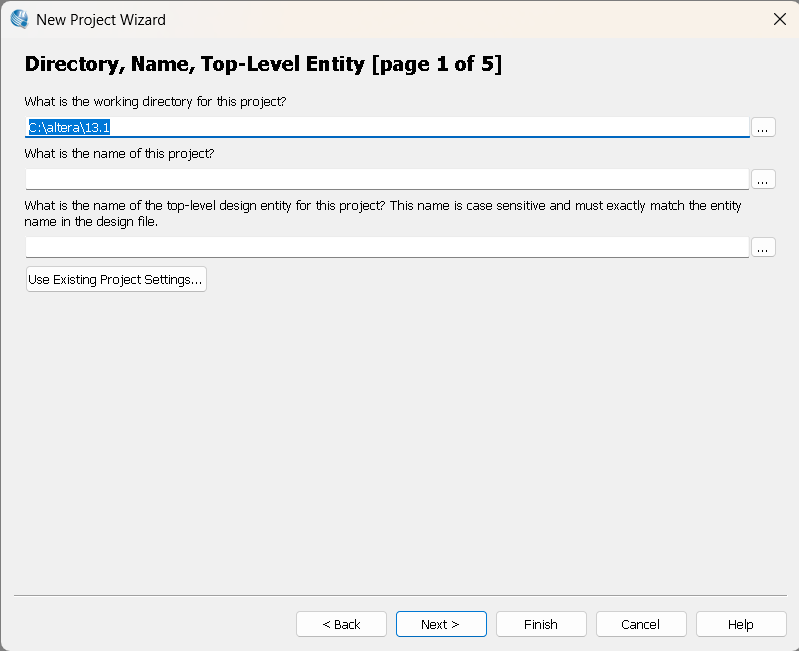 New Project Wizard
Directory, Name, Top-Level Entity [page 1 of 5]
What is the working directory for this project?
C:\altera\13.1
...
What is the name of this project?
...
What is the name of the top-level design entity for this project? This name is case sensitive and must exactly match the entity
name in the design file.
...
Use Existing Project Settings...
< Back Next > Finish Cancel Help